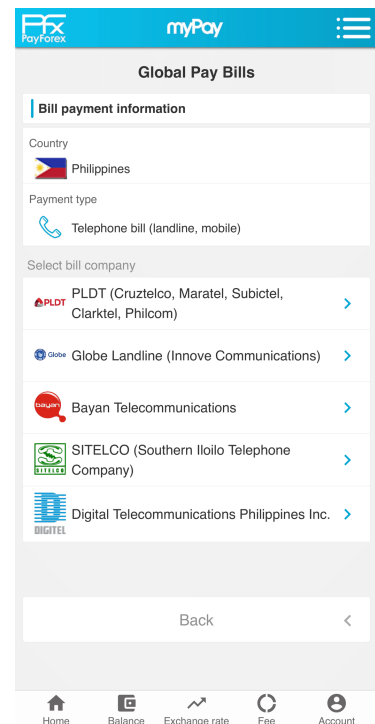 PFX
PayForex
myPay
Global Pay Bills
Bill payment information
Country
Philippines
Payment type
Telephone bill (landline, mobile)
Select bill company
PLDT
PLDT (Cruztelco, Maratel, Subictel,
Clarktel, Philcom)
Globe
Globe Landline (Innove Communications)
bayan
Bayan Telecommunications
SITELCO
SITELCO (Southern Iloilo Telephone
Company)
DIGITEL
Digital Telecommunications Philippines Inc.
Back
Home
Balance
Exchange rate
Fee
Account